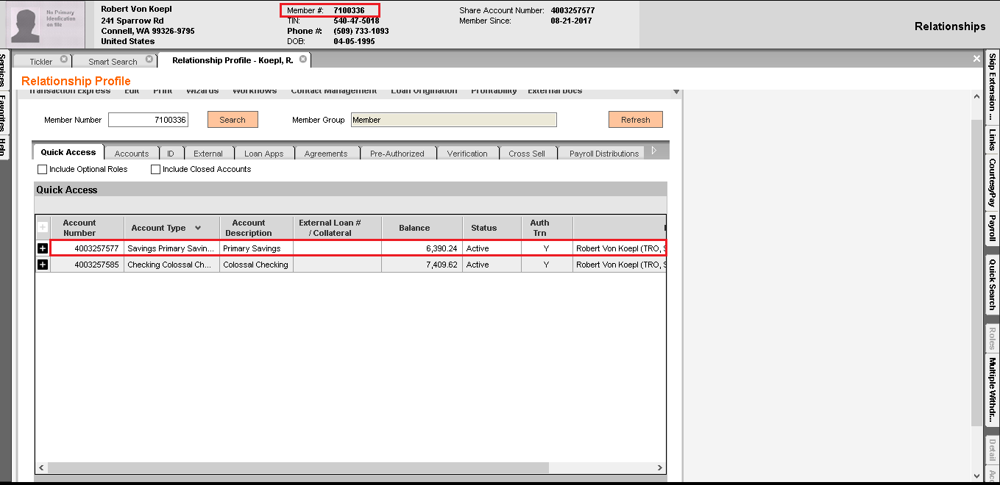 No Primary
Idenfication
on file
Robert Von Koepl
241 Sparrow Rd
Connell, WA 99326-9795
United States
Member #: 7100336
TIN: 540-47-5018
Phone #: (509) 733-1093
DOB: 04-05-1995
Share Account Number: 4003257577
Member Since: 08-21-2017
Relationships
Tickler Smart Search Relationship Profile - Koepl, R.
Relationship Profile
Transaction Express Edit Print Wizards Workflows Contact Management Loan Origination Profitability External Docs
Member Number 7100336 Search Member Group Member Refresh
Quick Access Accounts ID External Loan Apps Agreements Pre-Authorized Verification Cross Sell Payroll Distributions
Include Optional Roles Include Closed Accounts
Quick Access
Account Number Account Type Account Description External Loan # / Collateral Balance Status Auth Trn
4003257577 Savings Primary Savin... Primary Savings 6,390.24 Active Y Robert Von Koepl (TRO, S
4003257585 Checking Colossal Ch... Colossal Checking 7,409.62 Active Y Robert Von Koepl (TRO, S
Services
Favorites
Help
Skip Extension ...
Links
CourtesyPay
Payroll
Quick Search
Roles
Multiple Withdr...
Detail